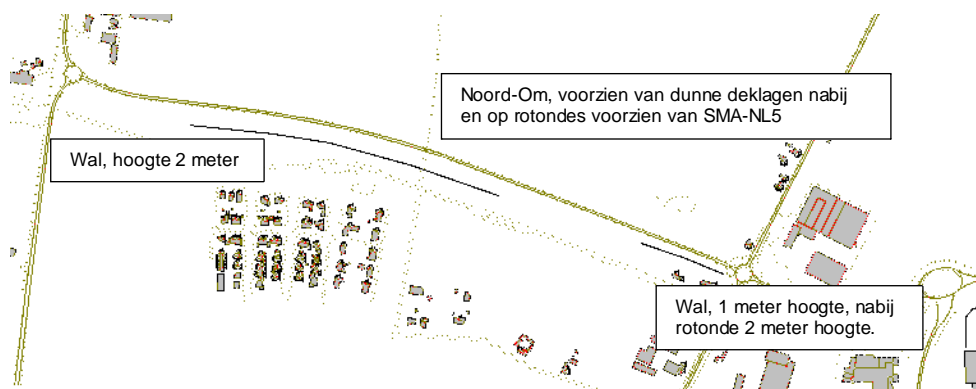 Noord-Om, voorzien van dunne deklagen nabij
en op rotondes voorzien van SMA-NL5
Wal, hoogte 2 meter
Wal, 1 meter hoogte, nabij
rotonde 2 meter hoogte.